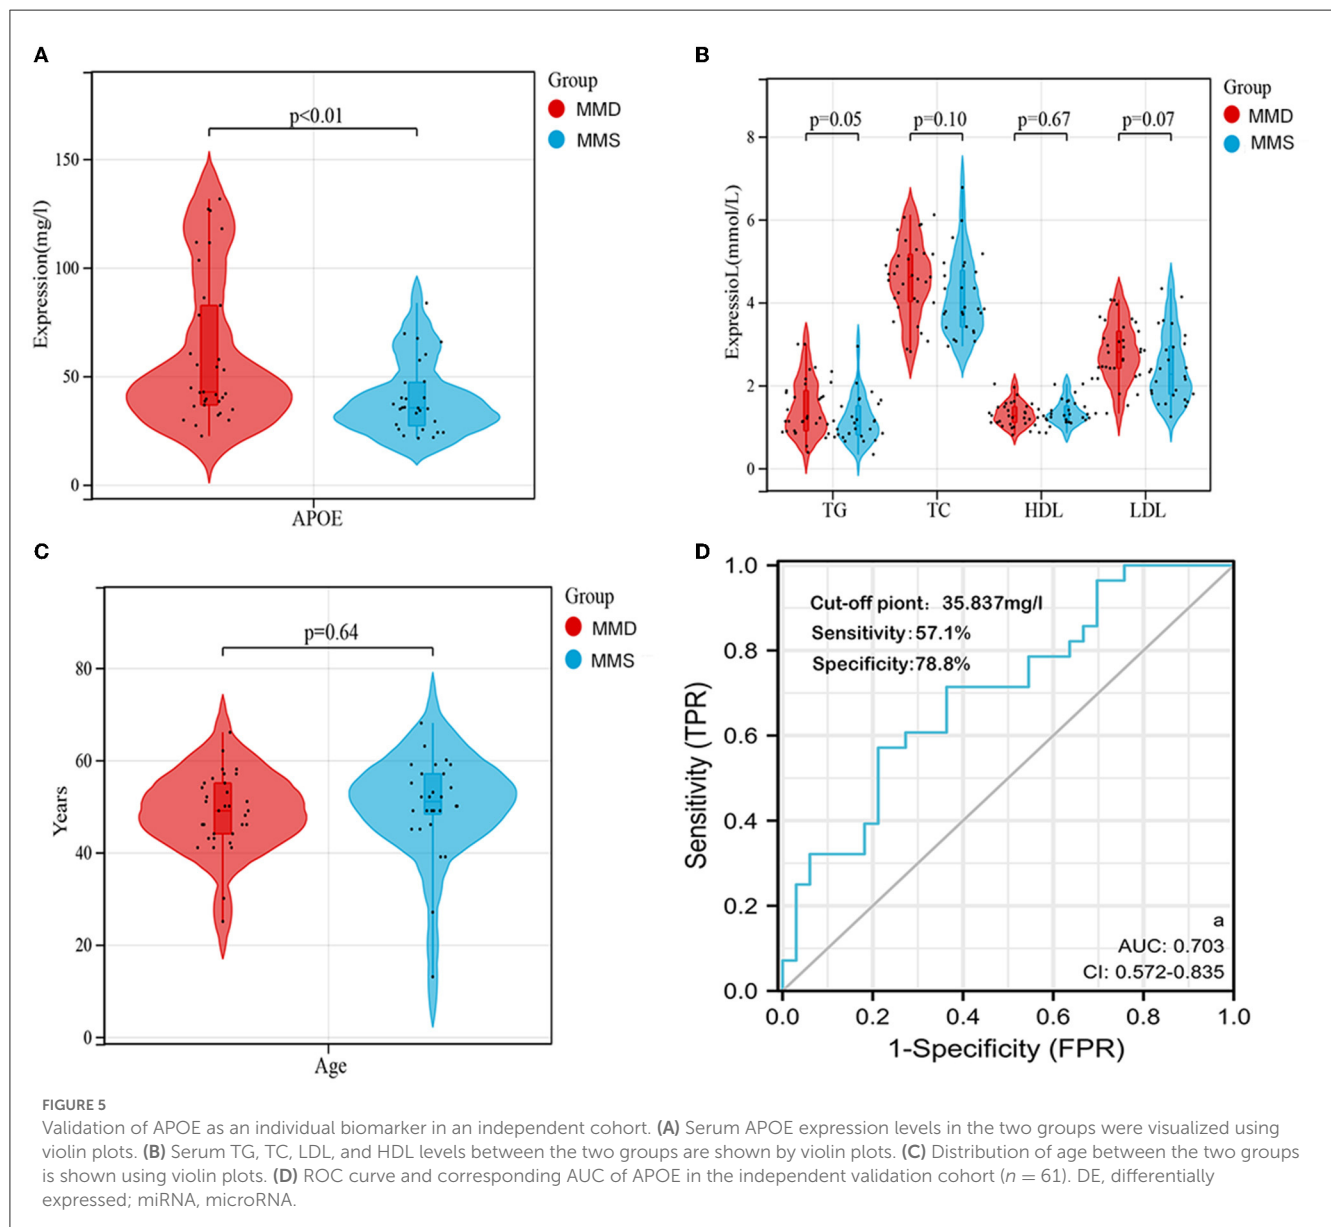 A
Group
MMD
MMS
p<0.01
Expression(mg/l)
150
100
50
0
APOE
B
Group
MMD
MMS
p=0.05
p=0.10
p=0.67
p=0.07
ExpressioL(mmol/L)
8
6
4
2
0
TG
TC
HDL
LDL
C
Group
MMD
MMS
p=0.64
Years
80
60
40
20
0
Age
D
Cut-off piont: 35.837mg/l
Sensitivity:57.1%
Specificity:78.8%
Sensitivity (TPR)
1.0
0.8
0.6
0.4
0.2
0.0
a
AUC: 0.703
CI: 0.572-0.835
0.0
0.2
0.4
0.6
0.8
1.0
1-Specificity (FPR)
FIGURE 5
Validation of APOE as an individual biomarker in an independent cohort. (A) Serum APOE expression levels in the two groups were visualized using
violin plots. (B) Serum TG, TC, LDL, and HDL levels between the two groups are shown by violin plots. (C) Distribution of age between the two groups
is shown using violin plots. (D) ROC curve and corresponding AUC of APOE in the independent validation cohort (n = 61). DE, differentially
expressed; miRNA, microRNA.